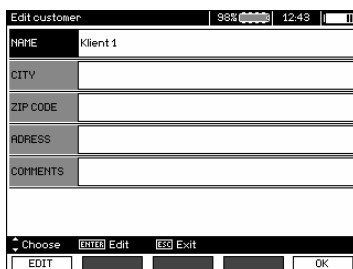 Edit customer 98% 12:43
NAME Klient 1
CITY
ZIP CODE
ADRESS
COMMENTS
Choose ENTER Edit ESC Exit
EDIT OK